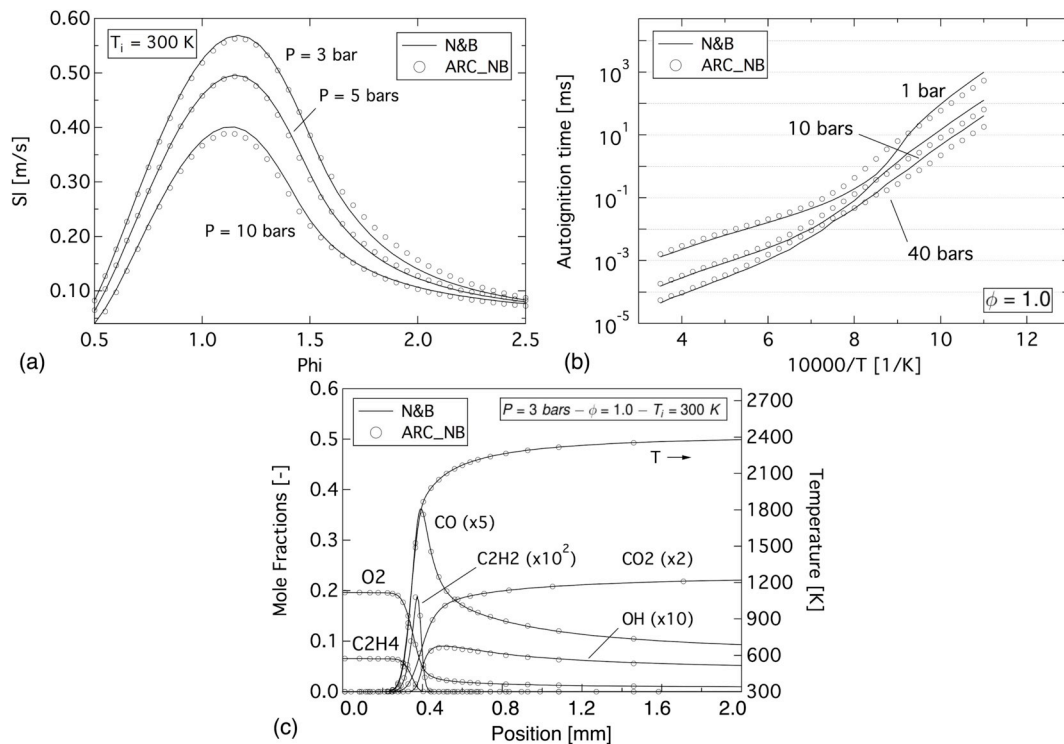 T_i = 300 K
N&B
ARC_NB
P = 3 bar
P = 5 bars
P = 10 bars
Sl [m/s]
0.60
0.50
0.40
0.30
0.20
0.10
0.5
1.0
1.5
2.0
2.5
Phi
(a)
N&B
ARC_NB
1 bar
10 bars
40 bars
ϕ = 1.0
Autoignition time [ms]
10^3
10^1
10^-1
10^-3
10^-5
4
6
8
10
12
10000/T [1/K]
(b)
N&B
ARC_NB
P = 3 bars – ϕ = 1.0 – T_i = 300 K
T
CO (x5)
C2H2 (x10^2)
CO2 (x2)
O2
OH (x10)
C2H4
Mole Fractions [-]
0.6
0.5
0.4
0.3
0.2
0.1
0.0
Temperature [K]
2700
2400
2100
1800
1500
1200
900
600
300
0.0
0.4
0.8
1.2
1.6
2.0
Position [mm]
(c)